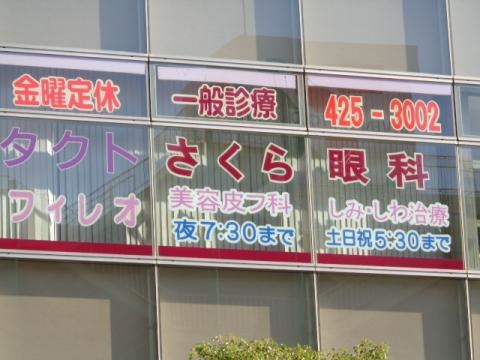 金曜定休 一般診療 425-3002
タクト さくら 眼科
フィレオ 美容皮フ科 しみ・しわ治療
夜7:30まで 土日祝5:30まで